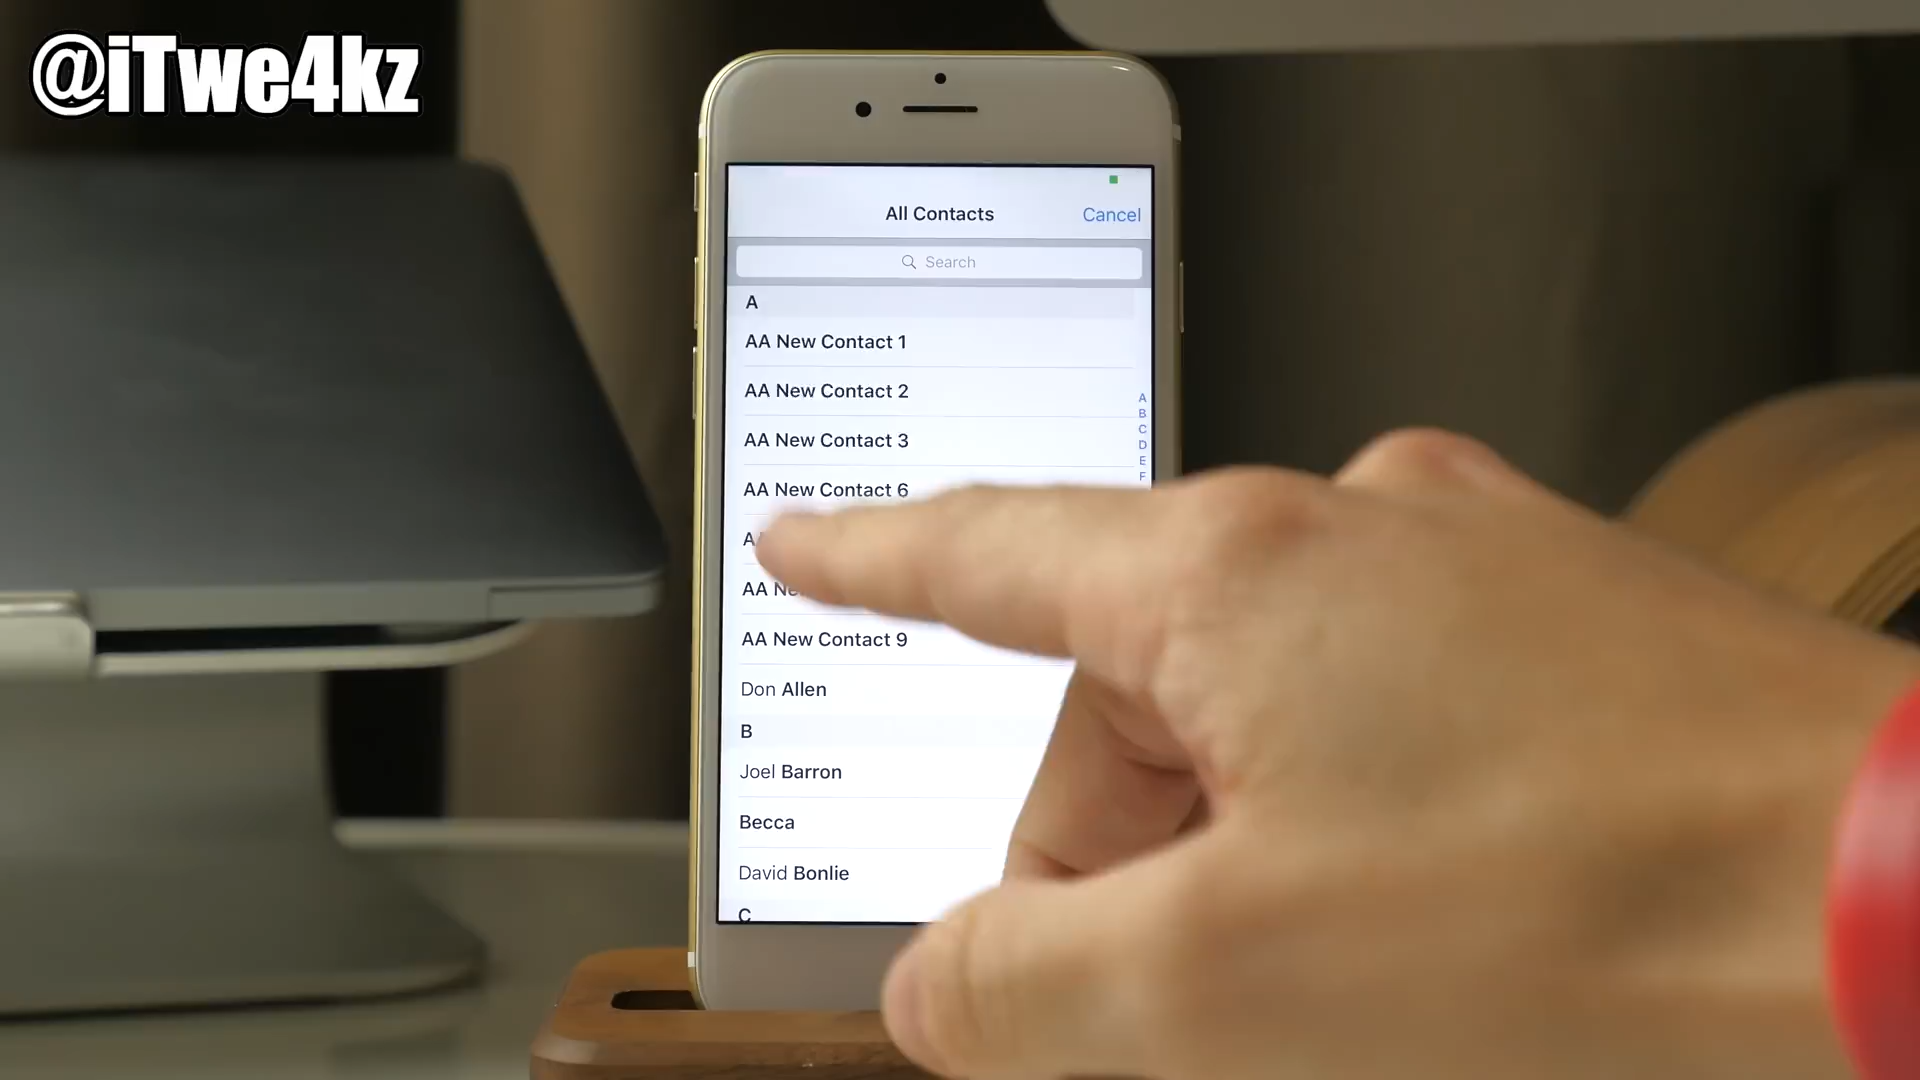 @iTwe4kz
All Contacts
Cancel
Search
A
AA New Contact 1
AA New Contact 2
AA New Contact 3
AA New Contact 6
AA
AA New Contact 9
Don Allen
B
Joel Barron
Becca
David Bonlie
C
A
B
C
D
E
F